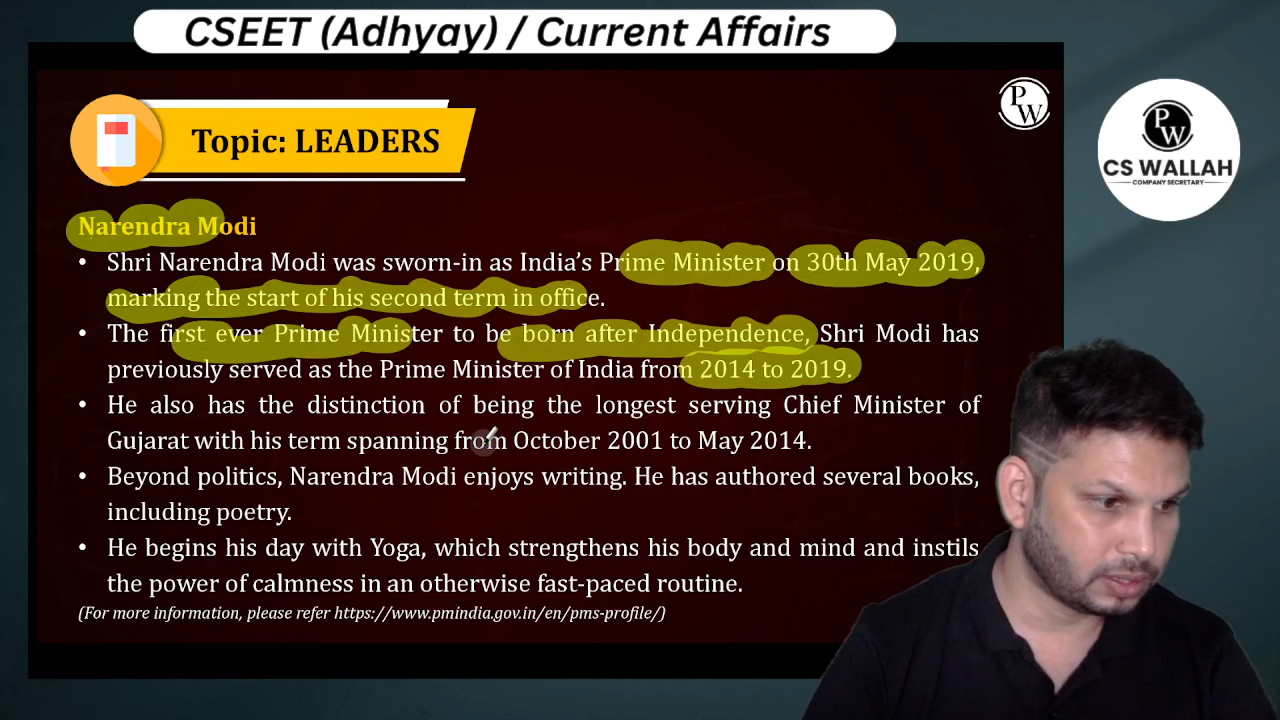 CSEET (Adhyay) / Current Affairs
Topic: LEADERS
PW
PW
CS WALLAH
COMPANY SECRETARY
Narendra Modi
• Shri Narendra Modi was sworn-in as India's Prime Minister on 30th May 2019,
marking the start of his second term in office.
• The first ever Prime Minister to be born after Independence, Shri Modi has
previously served as the Prime Minister of India from 2014 to 2019.
• He also has the distinction of being the longest serving Chief Minister of
Gujarat with his term spanning from October 2001 to May 2014.
• Beyond politics, Narendra Modi enjoys writing. He has authored several books,
including poetry.
• He begins his day with Yoga, which strengthens his body and mind and instils
the power of calmness in an otherwise fast-paced routine.
(For more information, please refer https://www.pmindia.gov.in/en/pms-profile/)